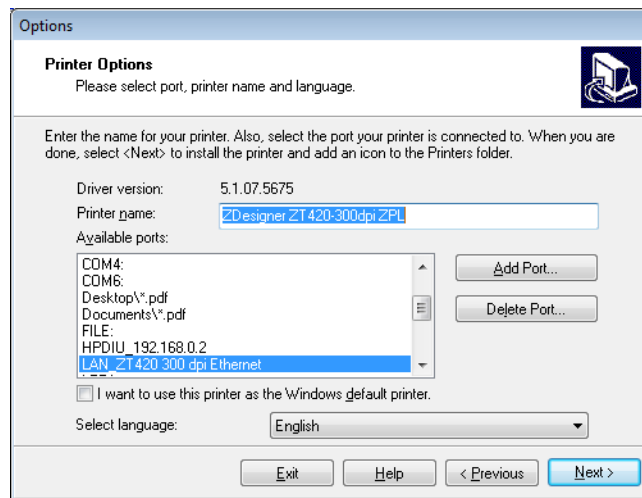 Options
Printer Options
Please select port, printer name and language.
Enter the name for your printer. Also, select the port your printer is connected to. When you are
done, select <Next> to install the printer and add an icon to the Printers folder.
Driver version: 5.1.07.5675
Printer name: ZDesigner ZT420-300dpi ZPL
Available ports:
COM4:
COM6:
Desktop\*.pdf
Documents\*.pdf
FILE:
HPDIU_192.168.0.2
LAN_ZT420 300 dpi Ethernet
Add Port...
Delete Port...
I want to use this printer as the Windows default printer.
Select language: English
Exit Help < Previous Next >